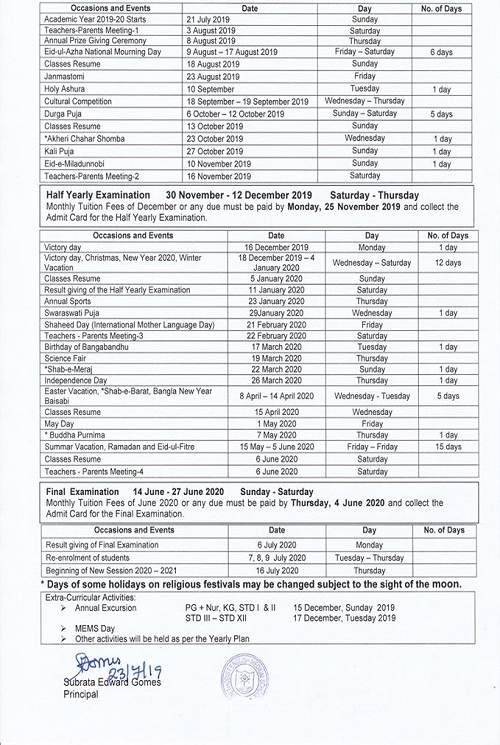 Occasions and Events Date Day No. of Days
Academic Year 2019-20 Starts 21 July 2019 Sunday
Teachers-Parents Meeting-1 3 August 2019 Saturday
Annual Prize Giving Ceremony 8 August 2019 Thursday
Eid-ul-Azha National Mourning Day 9 August – 17 August 2019 Friday – Saturday 6 days
Classes Resume 18 August 2019 Sunday
Janmastomi 23 August 2019 Friday
Holy Ashura 10 September Tuesday 1 day
Cultural Competition 18 September – 19 September 2019 Wednesday – Thursday
Durga Puja 6 October – 12 October 2019 Sunday – Saturday 5 days
Classes Resume 13 October 2019 Sunday
*Akheri Chahar Shomba 23 October 2019 Wednesday 1 day
Kali Puja 27 October 2019 Sunday 1 day
Eid-e-Miladunnobi 10 November 2019 Sunday 1 day
Teachers-Parents Meeting-2 16 November 2019 Saturday
Half Yearly Examination 30 November - 12 December 2019 Saturday - Thursday
Monthly Tuition Fees of December or any due must be paid by Monday, 25 November 2019 and collect the
Admit Card for the Half Yearly Examination.
Occasions and Events Date Day No. of Days
Victory day 16 December 2019 Monday 1 day
Victory day, Christmas, New Year 2020, Winter
Vacation 18 December 2019 – 4
January 2020 Wednesday – Saturday 12 days
Classes Resume 5 January 2020 Sunday
Result giving of the Half Yearly Examination 11 January 2020 Saturday
Annual Sports 23 January 2020 Thursday
Swaraswati Puja 29January 2020 Wednesday 1 day
Shaheed Day (International Mother Language Day) 21 February 2020 Friday
Teachers - Parents Meeting-3 22 February 2020 Saturday
Birthday of Bangabandhu 17 March 2020 Tuesday 1 day
Science Fair 19 March 2020 Thursday
*Shab-e-Meraj 22 March 2020 Sunday 1 day
Independence Day 26 March 2020 Thursday 1 day
Easter Vacation, *Shab-e-Barat, Bangla New Year
Baisabi 8 April – 14 April 2020 Wednesday - Tuesday 5 days
Classes Resume 15 April 2020 Wednesday
May Day 1 May 2020 Friday
* Buddha Purnima 7 May 2020 Thursday 1 day
Summar Vacation, Ramadan and Eid-ul-Fitre 15 May – 5 June 2020 Friday – Friday 15 days
Classes Resume 6 June 2020 Saturday
Teachers - Parents Meeting-4 6 June 2020 Saturday
Final Examination 14 June - 27 June 2020 Sunday - Saturday
Monthly Tuition Fees of June 2020 or any due must be paid by Thursday, 4 June 2020 and collect the
Admit Card for the Final Examination.
Occasions and Events Date Day No. of Days
Result giving of Final Examination 6 July 2020 Monday
Re-enrolment of students 7, 8, 9 July 2020 Tuesday – Thursday
Beginning of New Session 2020 – 2021 16 July 2020 Thursday
* Days of some holidays on religious festivals may be changed subject to the sight of the moon.
Extra-Curricular Activities:
➢ Annual Excursion PG + Nur, KG, STD I & II 15 December, Sunday 2019
STD III – STD XII 17 December, Tuesday 2019
➢ MEMS Day
➢ Other activities will be held as per the Yearly Plan
23/7/19
Subrata Edward Gomes
Principal